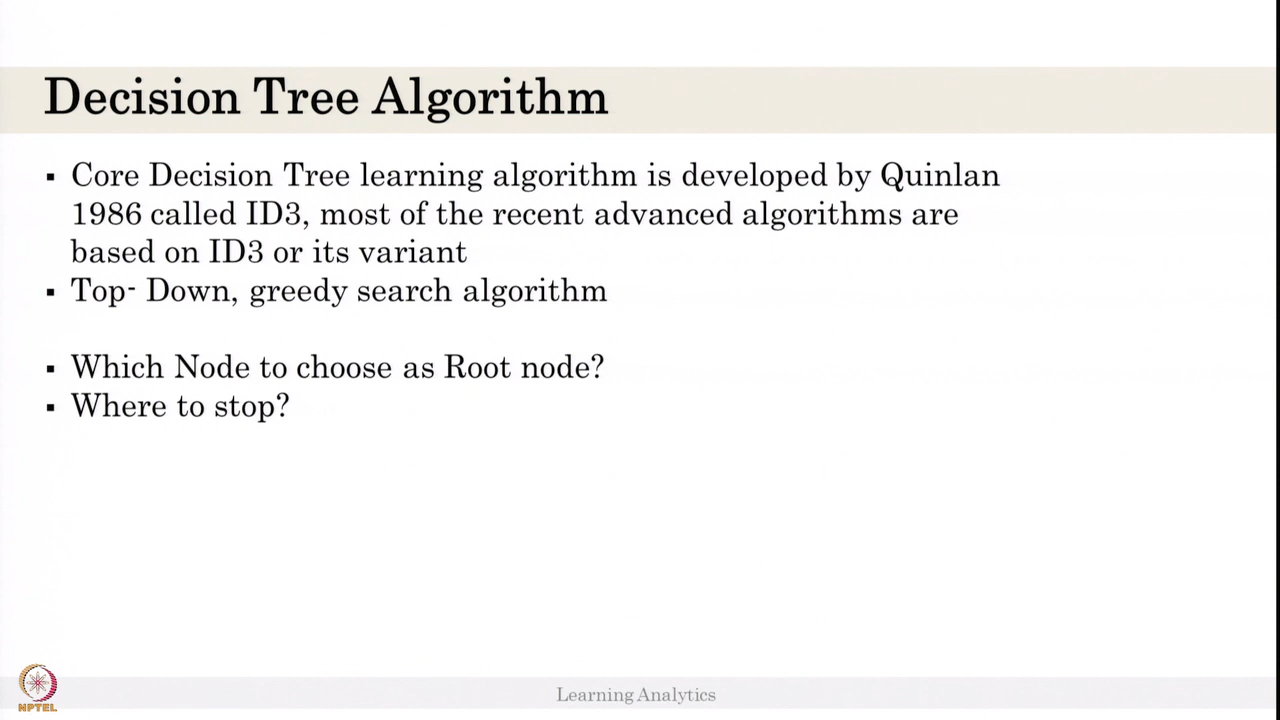 Decision Tree Algorithm
▪ Core Decision Tree learning algorithm is developed by Quinlan
1986 called ID3, most of the recent advanced algorithms are
based on ID3 or its variant
▪ Top- Down, greedy search algorithm
▪ Which Node to choose as Root node?
▪ Where to stop?
NPTEL
Learning Analytics